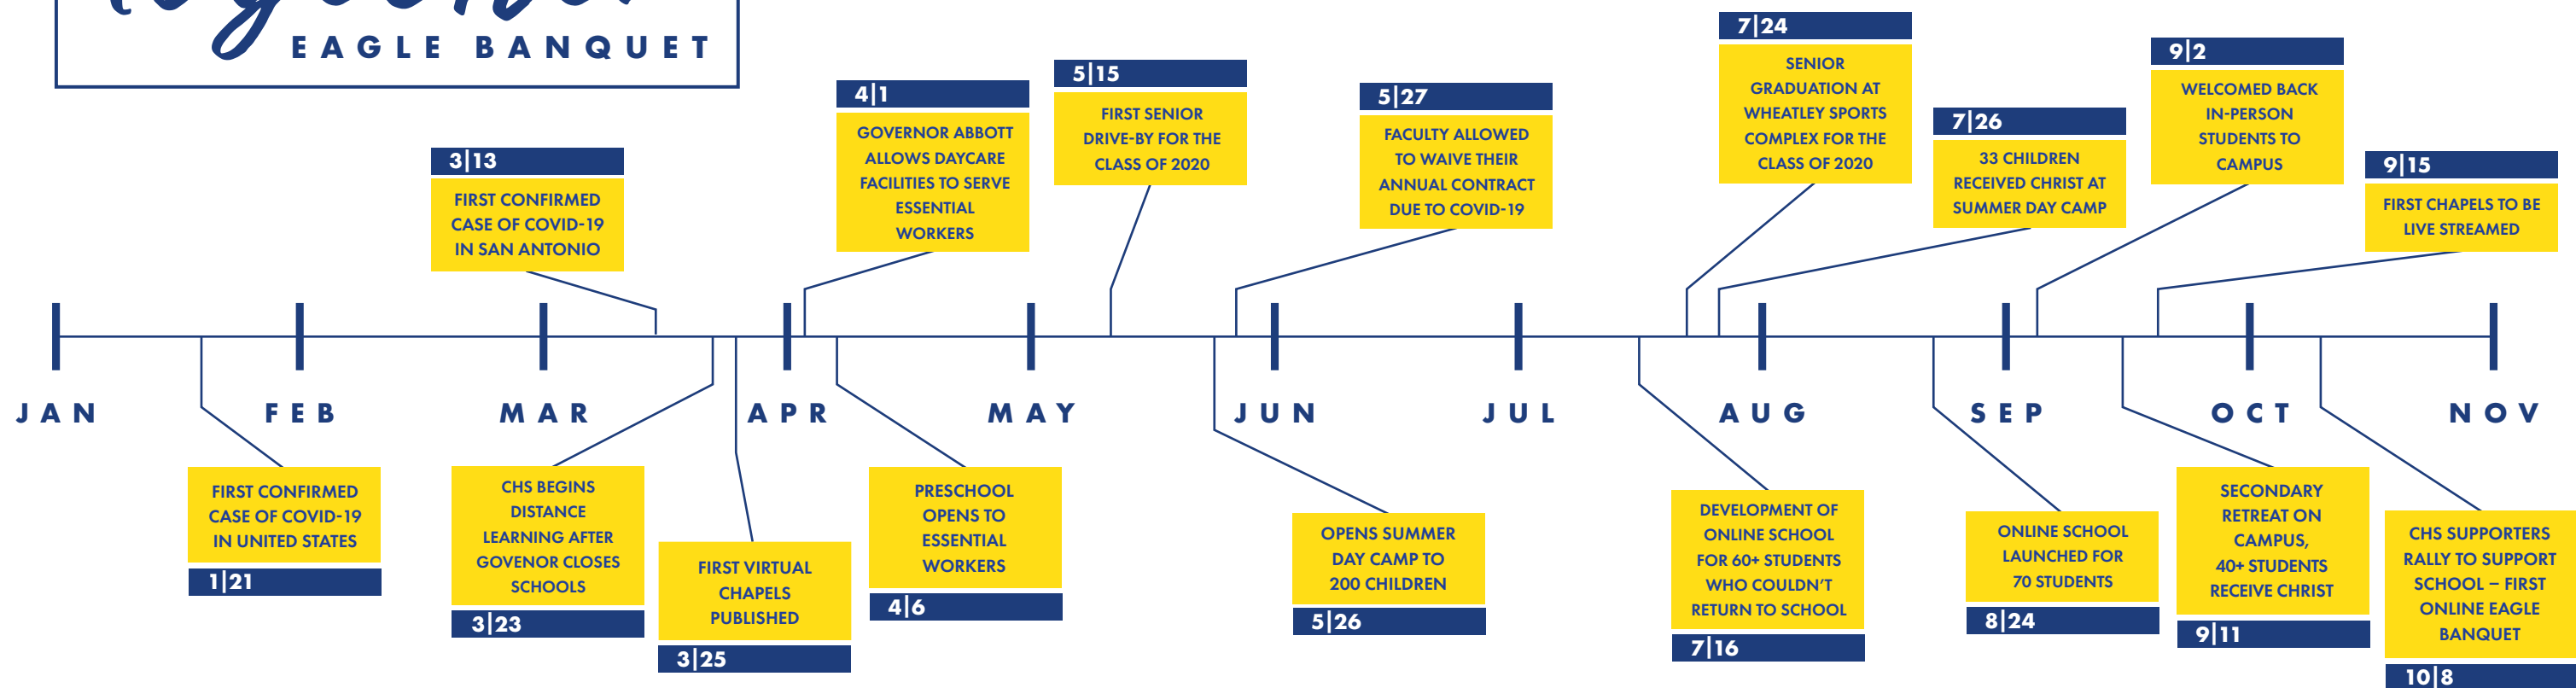 EAGLE BANQUET
3|13
FIRST CONFIRMED
CASE OF COVID-19
IN SAN ANTONIO
4|1
GOVERNOR ABBOTT
ALLOWS DAYCARE
FACILITIES TO SERVE
ESSENTIAL
WORKERS
5|15
FIRST SENIOR
DRIVE-BY FOR THE
CLASS OF 2020
5|27
FACULTY ALLOWED
TO WAIVE THEIR
ANNUAL CONTRACT
DUE TO COVID-19
7|24
SENIOR
GRADUATION AT
WHEATLEY SPORTS
COMPLEX FOR THE
CLASS OF 2020
7|26
33 CHILDREN
RECEIVED CHRIST AT
SUMMER DAY CAMP
9|2
WELCOMED BACK
IN-PERSON
STUDENTS TO
CAMPUS
9|15
FIRST CHAPELS TO BE
LIVE STREAMED
JAN FEB MAR APR MAY JUN JUL AUG SEP OCT NOV
FIRST CONFIRMED
CASE OF COVID-19
IN UNITED STATES
1|21
CHS BEGINS
DISTANCE
LEARNING AFTER
GOVENOR CLOSES
SCHOOLS
3|23
FIRST VIRTUAL
CHAPELS
PUBLISHED
3|25
PRESCHOOL
OPENS TO
ESSENTIAL
WORKERS
4|6
OPENS SUMMER
DAY CAMP TO
200 CHILDREN
5|26
DEVELOPMENT OF
ONLINE SCHOOL
FOR 60+ STUDENTS
WHO COULDN'T
RETURN TO SCHOOL
7|16
ONLINE SCHOOL
LAUNCHED FOR
70 STUDENTS
8|24
SECONDARY
RETREAT ON
CAMPUS,
40+ STUDENTS
RECEIVE CHRIST
9|11
CHS SUPPORTERS
RALLY TO SUPPORT
SCHOOL – FIRST
ONLINE EAGLE
BANQUET
10|8